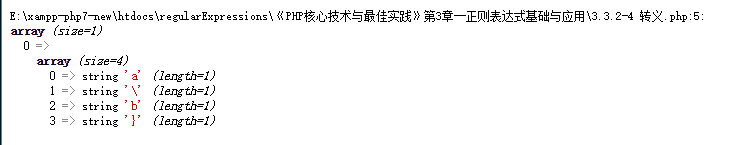 E:\xampp-php7-new\htdocs\regularExpressions\《PHP核心技术与最佳实践》第3章—正则表达式基础与应用\3.3.2-4 转义.php:5:
array (size=1)
0 =>
array (size=4)
0 => string 'a' (length=1)
1 => string '\' (length=1)
2 => string 'b' (length=1)
3 => string '}' (length=1)